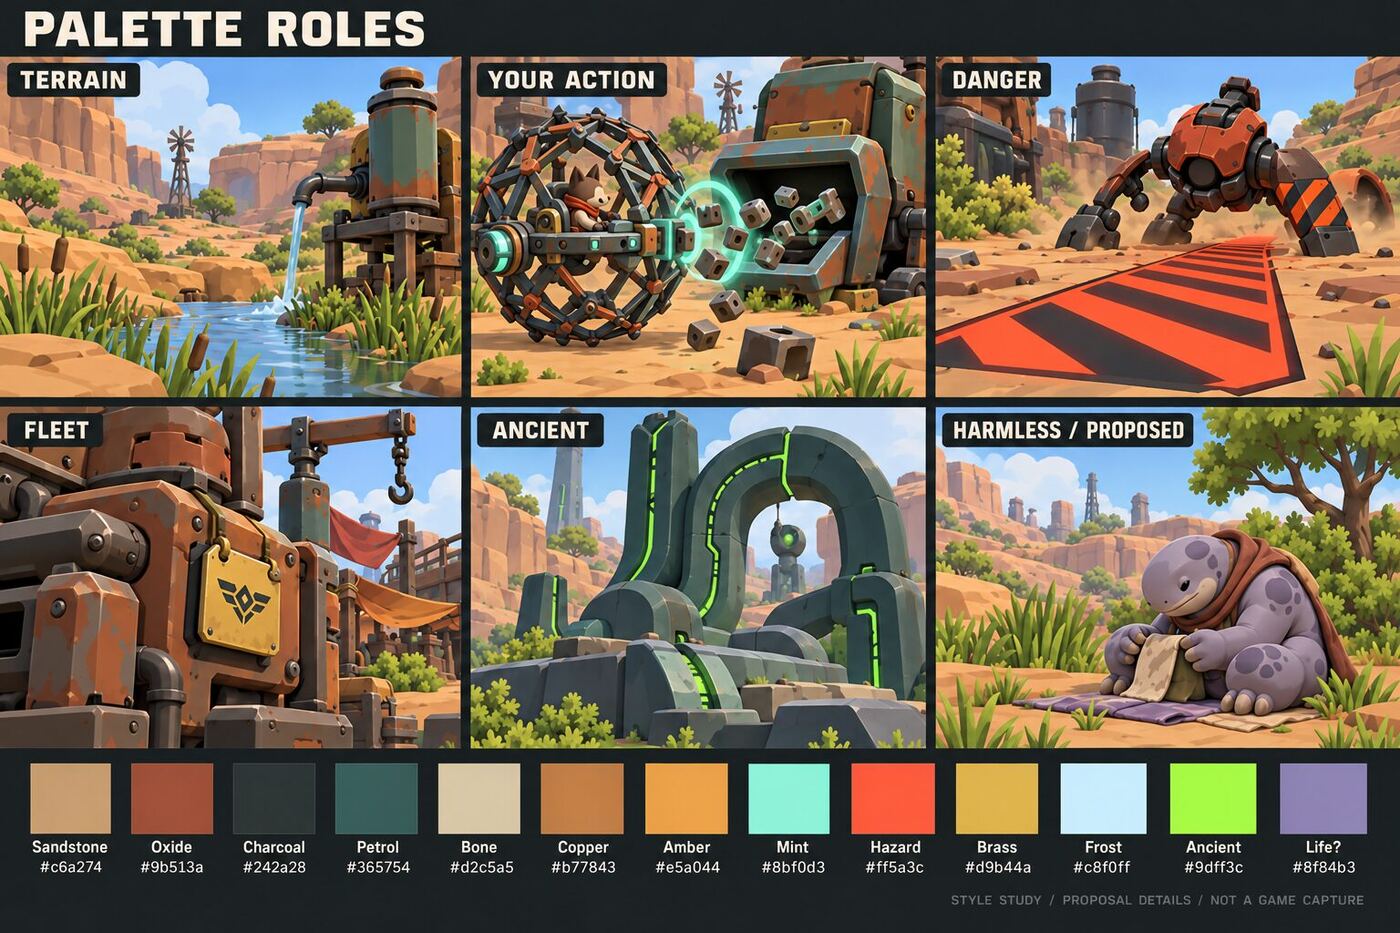 PALETTE ROLES
TERRAIN
YOUR ACTION
DANGER
FLEET
ANCIENT
HARMLESS / PROPOSED
Sandstone
#c6a274
Oxide
#9b513a
Charcoal
#242a28
Petrol
#365754
Bone
#d2c5a5
Copper
#b77843
Amber
#e5a044
Mint
#8bf0d3
Hazard
#ff5a3c
Brass
#d9b44a
Frost
#c8f0ff
Ancient
#9dff3c
Life?
#8f84b3
STYLE STUDY / PROPOSAL DETAILS / NOT A GAME CAPTURE